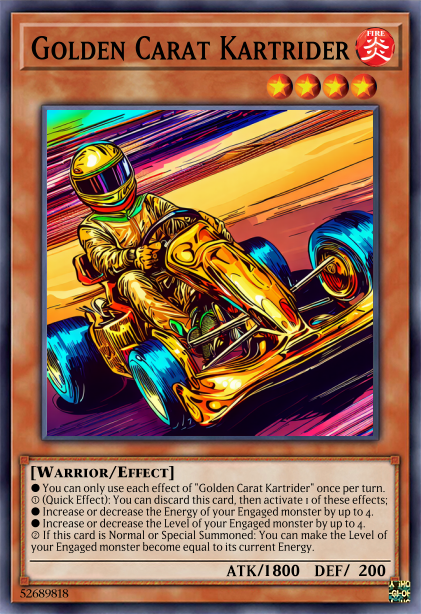 Golden Carat Kartrider
FIRE
炎
[Warrior/Effect]
● You can only use each effect of "Golden Carat Kartrider" once per turn.
① (Quick Effect): You can discard this card, then activate 1 of these effects;
● Increase or decrease the Energy of your Engaged monster by up to 4.
● Increase or decrease the Level of your Engaged monster by up to 4.
② If this card is Normal or Special Summoned: You can make the Level of
your Engaged monster become equal to its current Energy.
ATK/1800 DEF/ 200
52689818